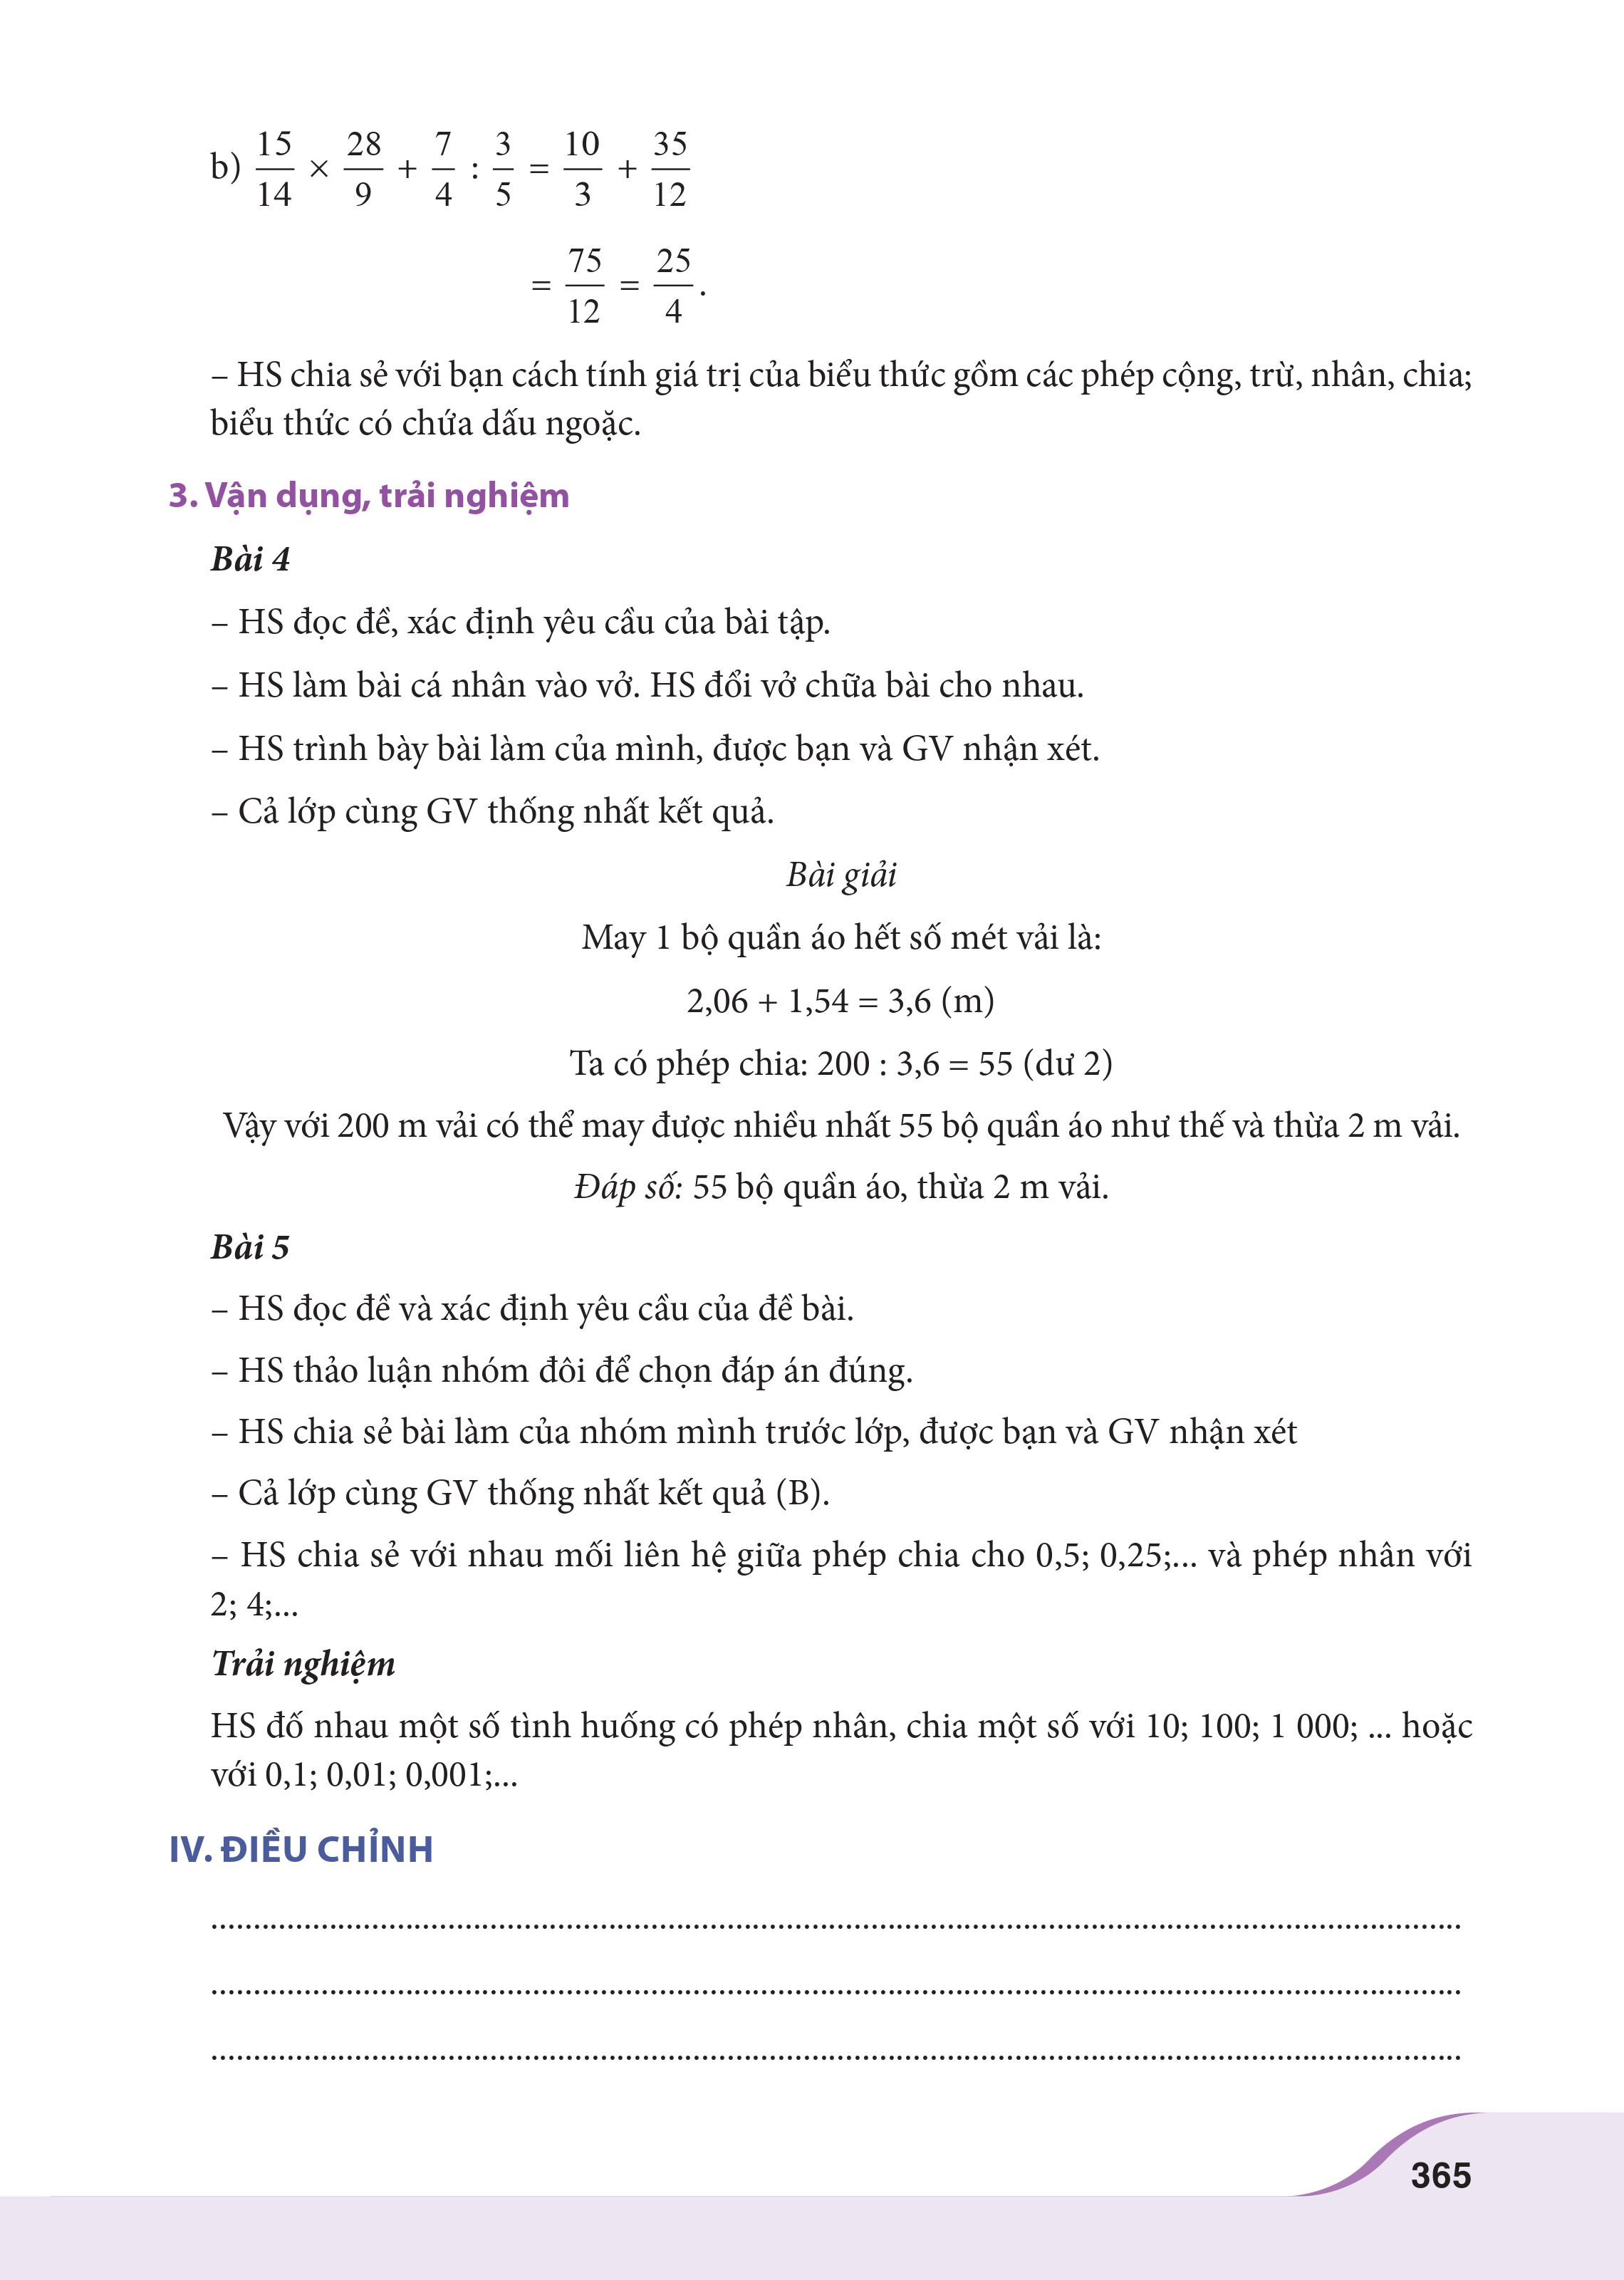 b) 15/14 × 28/9 + 7/4 : 3/5 = 10/3 + 35/12
= 75/12 = 25/4.
– HS chia sẻ với bạn cách tính giá trị của biểu thức gồm các phép cộng, trừ, nhân, chia;
biểu thức có chứa dấu ngoặc.
3. Vận dụng, trải nghiệm
Bài 4
– HS đọc đề, xác định yêu cầu của bài tập.
– HS làm bài cá nhân vào vở. HS đổi vở chữa bài cho nhau.
– HS trình bày bài làm của mình, được bạn và GV nhận xét.
– Cả lớp cùng GV thống nhất kết quả.
Bài giải
May 1 bộ quần áo hết số mét vải là:
2,06 + 1,54 = 3,6 (m)
Ta có phép chia: 200 : 3,6 = 55 (dư 2)
Vậy với 200 m vải có thể may được nhiều nhất 55 bộ quần áo như thế và thừa 2 m vải.
Đáp số: 55 bộ quần áo, thừa 2 m vải.
Bài 5
– HS đọc đề và xác định yêu cầu của đề bài.
– HS thảo luận nhóm đôi để chọn đáp án đúng.
– HS chia sẻ bài làm của nhóm mình trước lớp, được bạn và GV nhận xét
– Cả lớp cùng GV thống nhất kết quả (B).
– HS chia sẻ với nhau mối liên hệ giữa phép chia cho 0,5; 0,25;... và phép nhân với
2; 4;...
Trải nghiệm
HS đố nhau một số tình huống có phép nhân, chia một số với 10; 100; 1 000; ... hoặc
với 0,1; 0,01; 0,001;...
IV. ĐIỀU CHỈNH
365